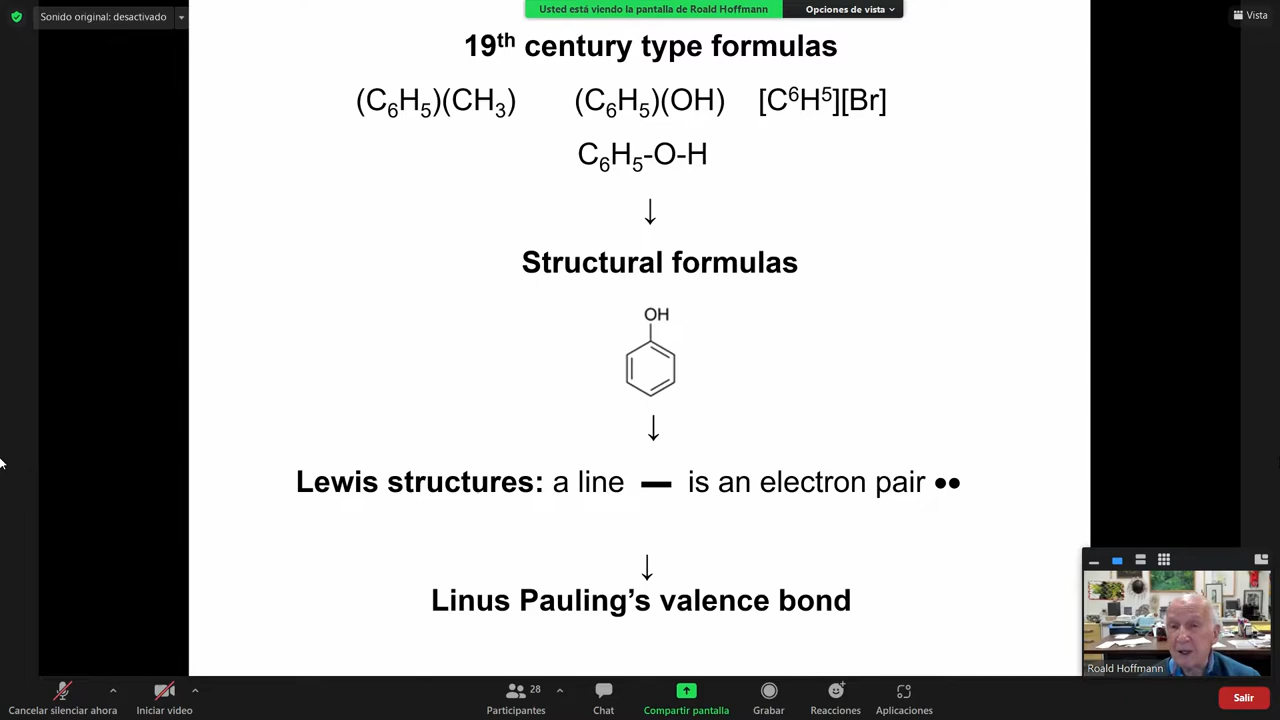 Sonido original: desactivado
Usted está viendo la pantalla de Roald Hoffmann
Opciones de vista
Vista
19th century type formulas
(C6H5)(CH3) (C6H5)(OH) [C⁶H⁵][Br]
C6H5-O-H
↓
Structural formulas
OH
↓
Lewis structures: a line — is an electron pair ••
↓
Linus Pauling’s valence bond
Roald Hoffmann
Cancelar silenciar ahora
Iniciar video
28
Participantes
Chat
Compartir pantalla
Grabar
Reacciones
Aplicaciones
Salir